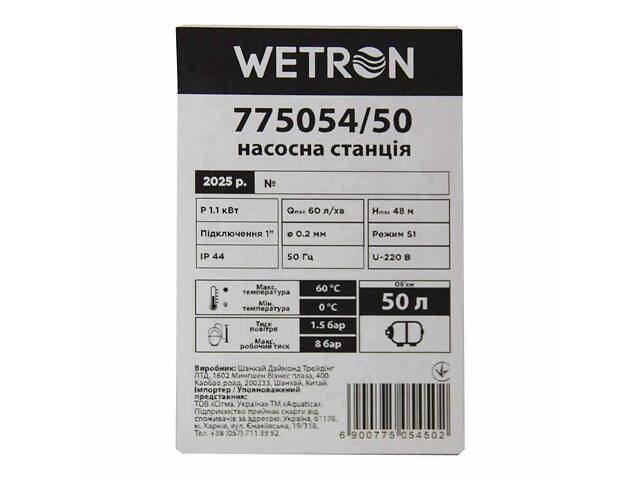 WETRON
775054/50
насосна станція
2025 р. №
P 1.1 кВт Qmax 60 л/хв Hmax 48 м
Підключення 1" ø 0.2 мм Режим S1
IP 44 50 Гц U~220 В
Макс. температура 60 °C
Мін. температура 0 °C
Об'єм
50 л
Тиск повітря 1.5 бар
Макс. робочий тиск 8 бар
Виробник: Шанхай Даймонд Трейдінг
ЛТД, 1602 Мингшен бізнес плаза, 400
Каобао роад, 200233, Шанхай, Китай.
Імпортер / Уповноважений
представник:
ТОВ «Сігма. Україна» ТМ «Aquatica».
Підприємство приймає скарги від
споживачів за адресою: Україна, 61176,
м. Харків, вул. Єнакіївська, 19/318.
Тел. +38 (057) 711 39 52.
6 900775 054502